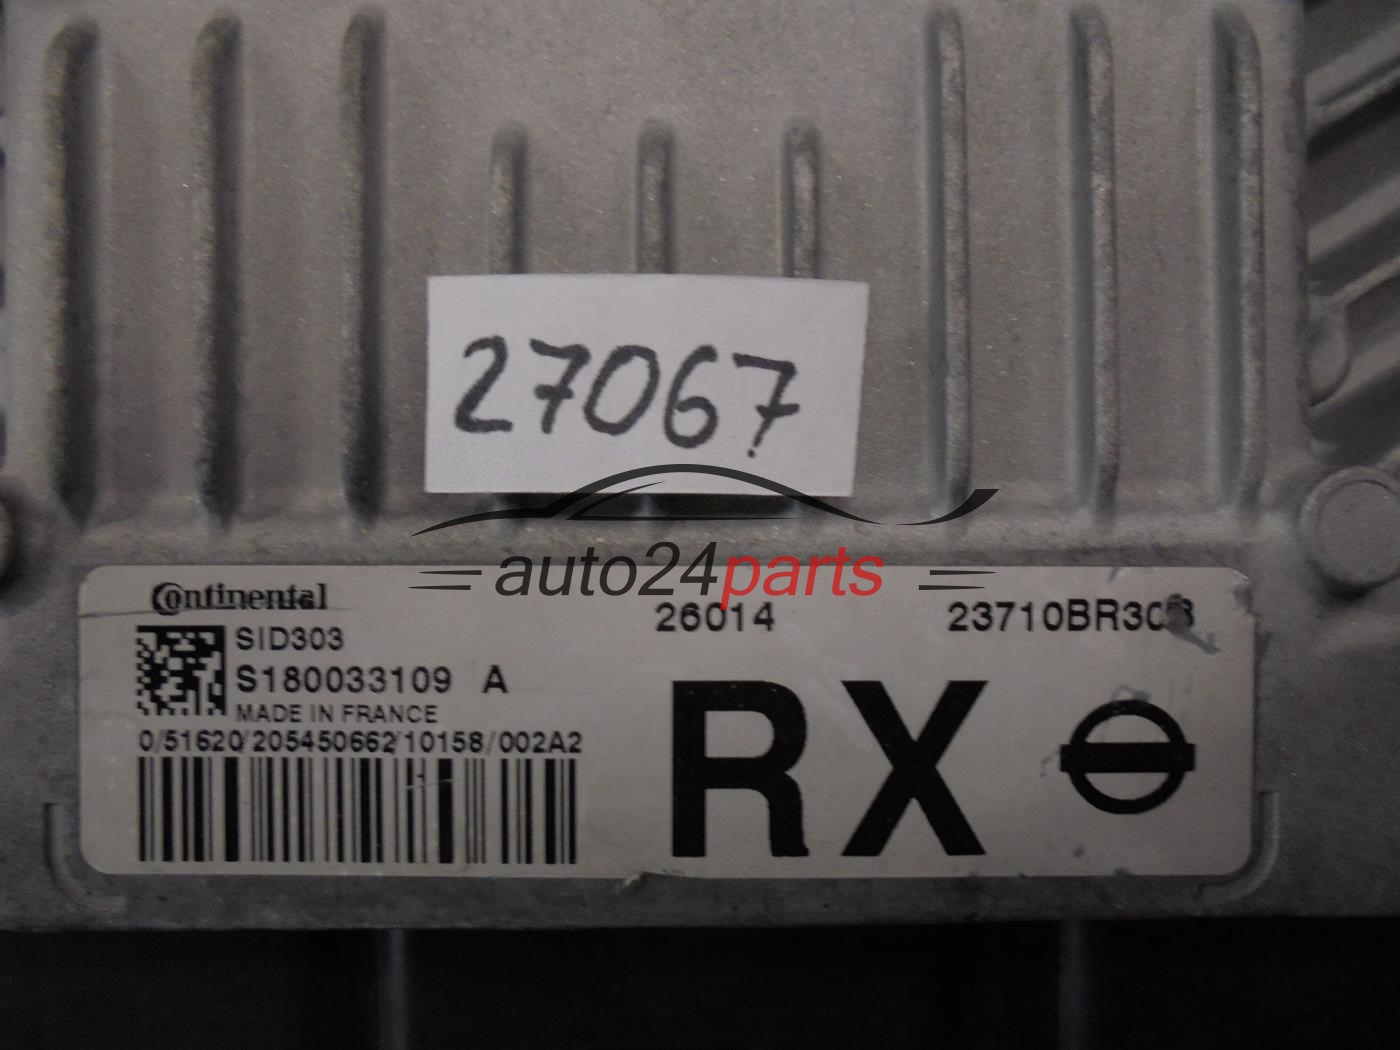 27067
auto24parts
Continental
26014
SID303
S180033109 A
MADE IN FRANCE
0/51620/205450662/10158/002A2
RX